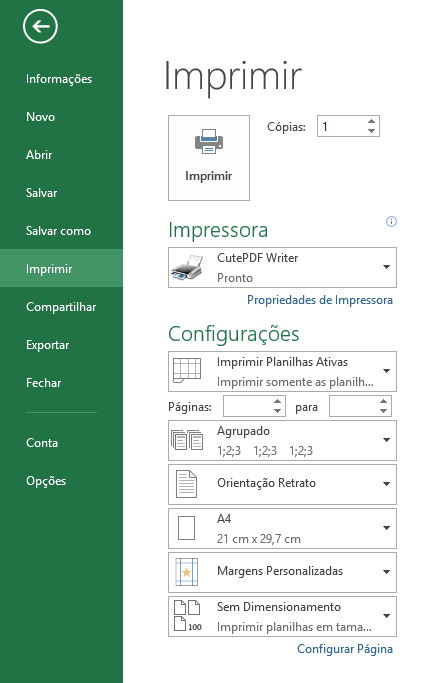 Informações
Novo
Abrir
Salvar
Salvar como
Imprimir
Compartilhar
Exportar
Fechar
Conta
Opções
Imprimir
Imprimir
Cópias: 1
Impressora
CutePDF Writer
Pronto
Propriedades de Impressora
Configurações
Imprimir Planilhas Ativas
Imprimir somente as planilh...
Páginas: para
Agrupado
1;2;3 1;2;3 1;2;3
Orientação Retrato
A4
21 cm x 29,7 cm
Margens Personalizadas
Sem Dimensionamento
100 Imprimir planilhas em tama...
Configurar Página